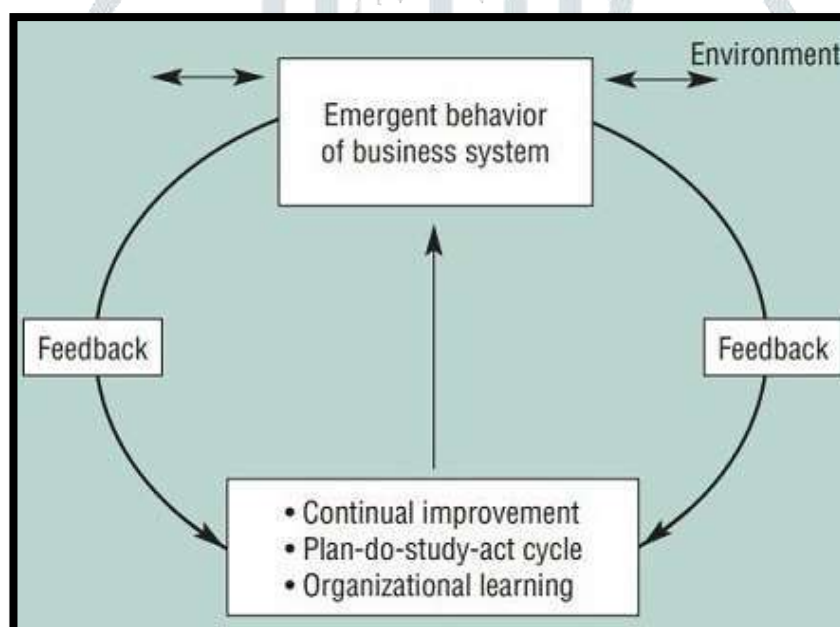 Environment
Emergent behavior
of business system
Feedback
Feedback
• Continual improvement
• Plan-do-study-act cycle
• Organizational learning